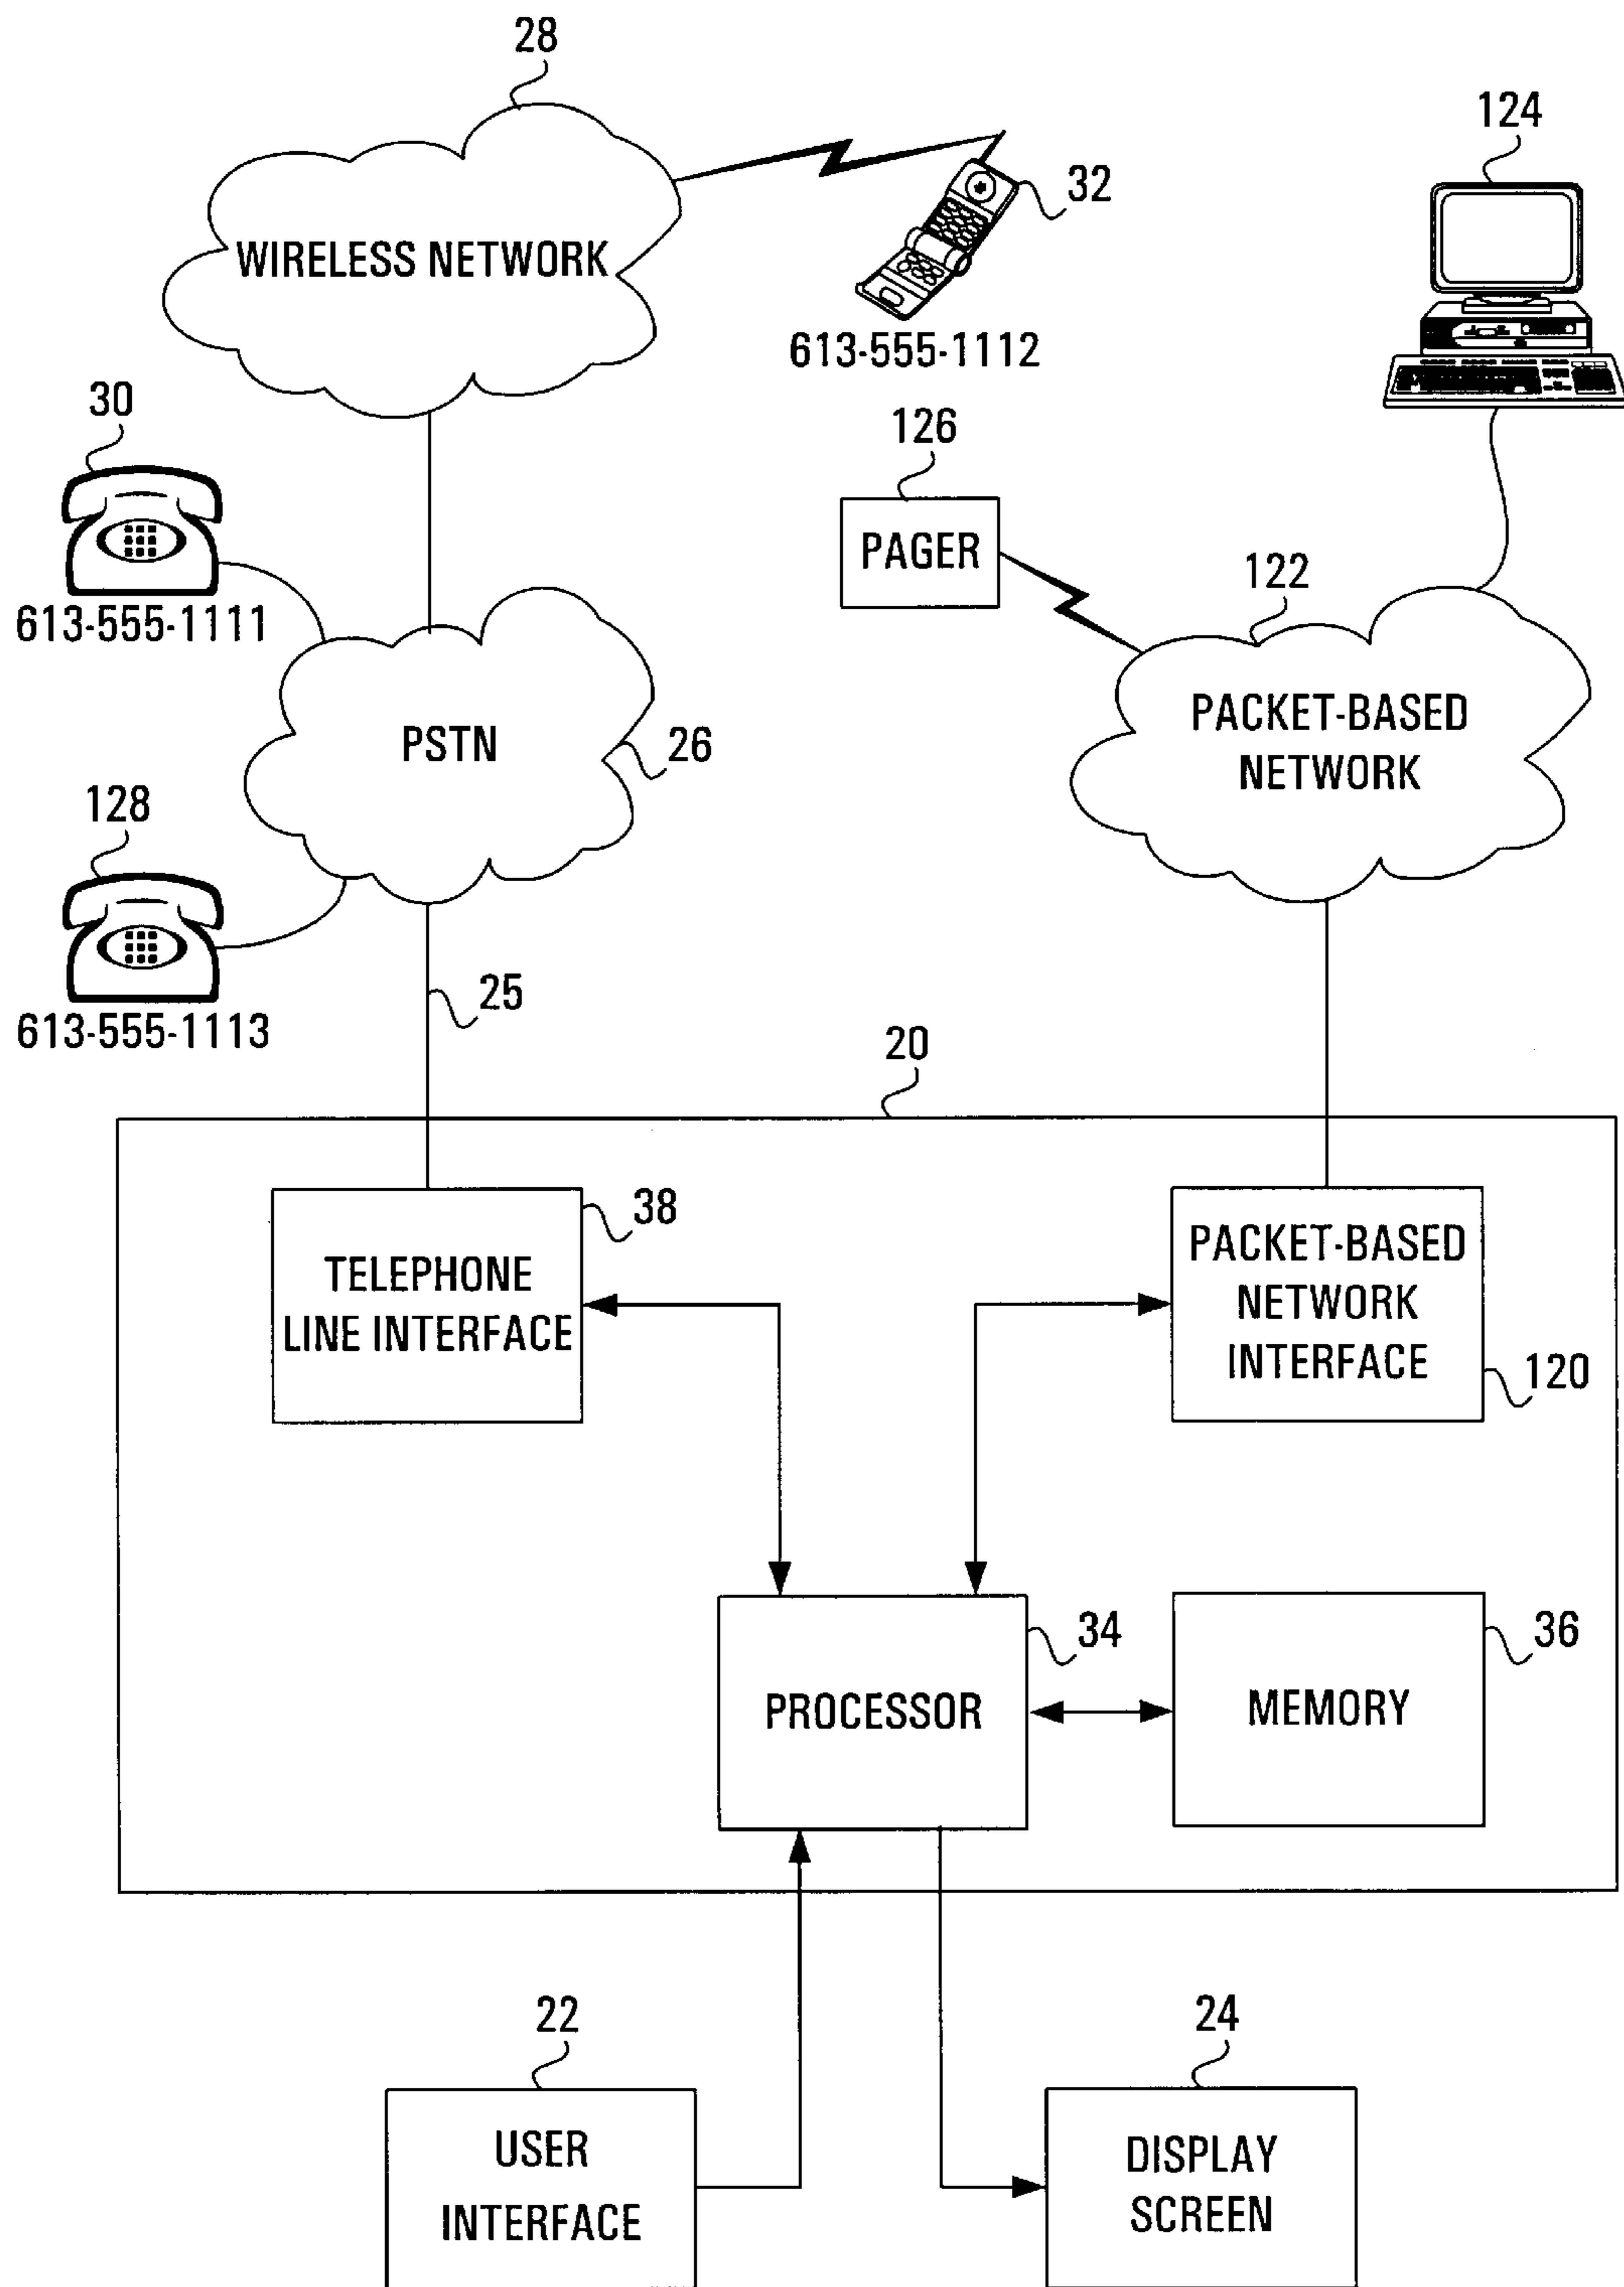 28
124
WIRELESS NETWORK
32
613-555-1112
30
126
PAGER
613-555-1111
122
PSTN
26
PACKET-BASED
NETWORK
128
613-555-1113
25
20
38
TELEPHONE
LINE INTERFACE
PACKET-BASED
NETWORK
INTERFACE
120
34
36
PROCESSOR
MEMORY
22
24
USER
INTERFACE
DISPLAY
SCREEN